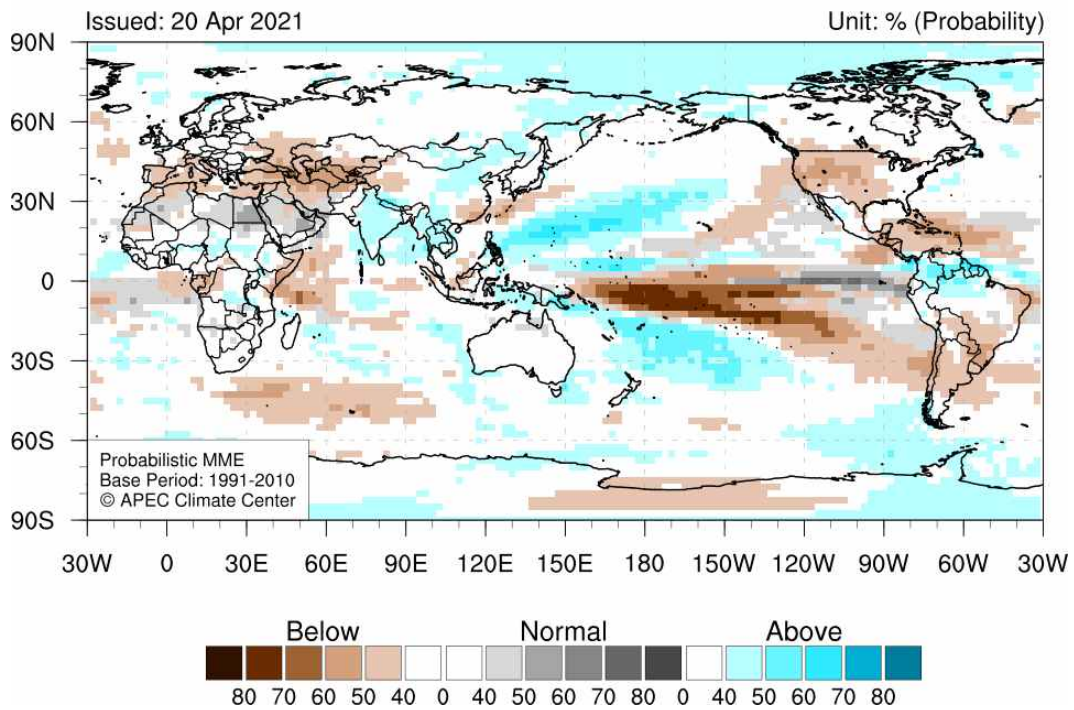 Issued: 20 Apr 2021 Unit: % (Probability)
90N
60N
30N
0
30S
60S
90S
Probabilistic MME
Base Period: 1991-2010
© APEC Climate Center
30W 0 30E 60E 90E 120E 150E 180 150W 120W 90W 60W 30W
Below Normal Above
80 70 60 50 40 0 40 50 60 70 80 0 40 50 60 70 80